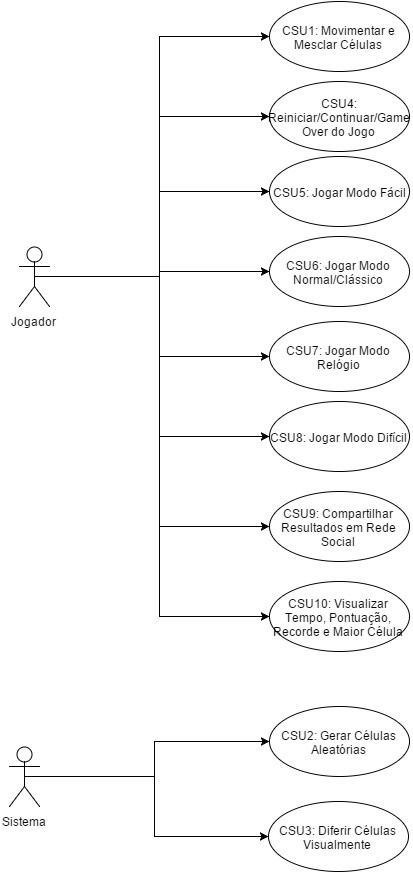 CSU1: Movimentar e
Mesclar Células
CSU4:
Reiniciar/Continuar/Game
Over do Jogo
CSU5: Jogar Modo Fácil
CSU6: Jogar Modo
Normal/Clássico
Jogador
CSU7: Jogar Modo
Relógio
CSU8: Jogar Modo Difícil
CSU9: Compartilhar
Resultados em Rede
Social
CSU10: Visualizar
Tempo, Pontuação,
Recorde e Maior Célula
CSU2: Gerar Células
Aleatórias
Sistema
CSU3: Diferir Células
Visualmente